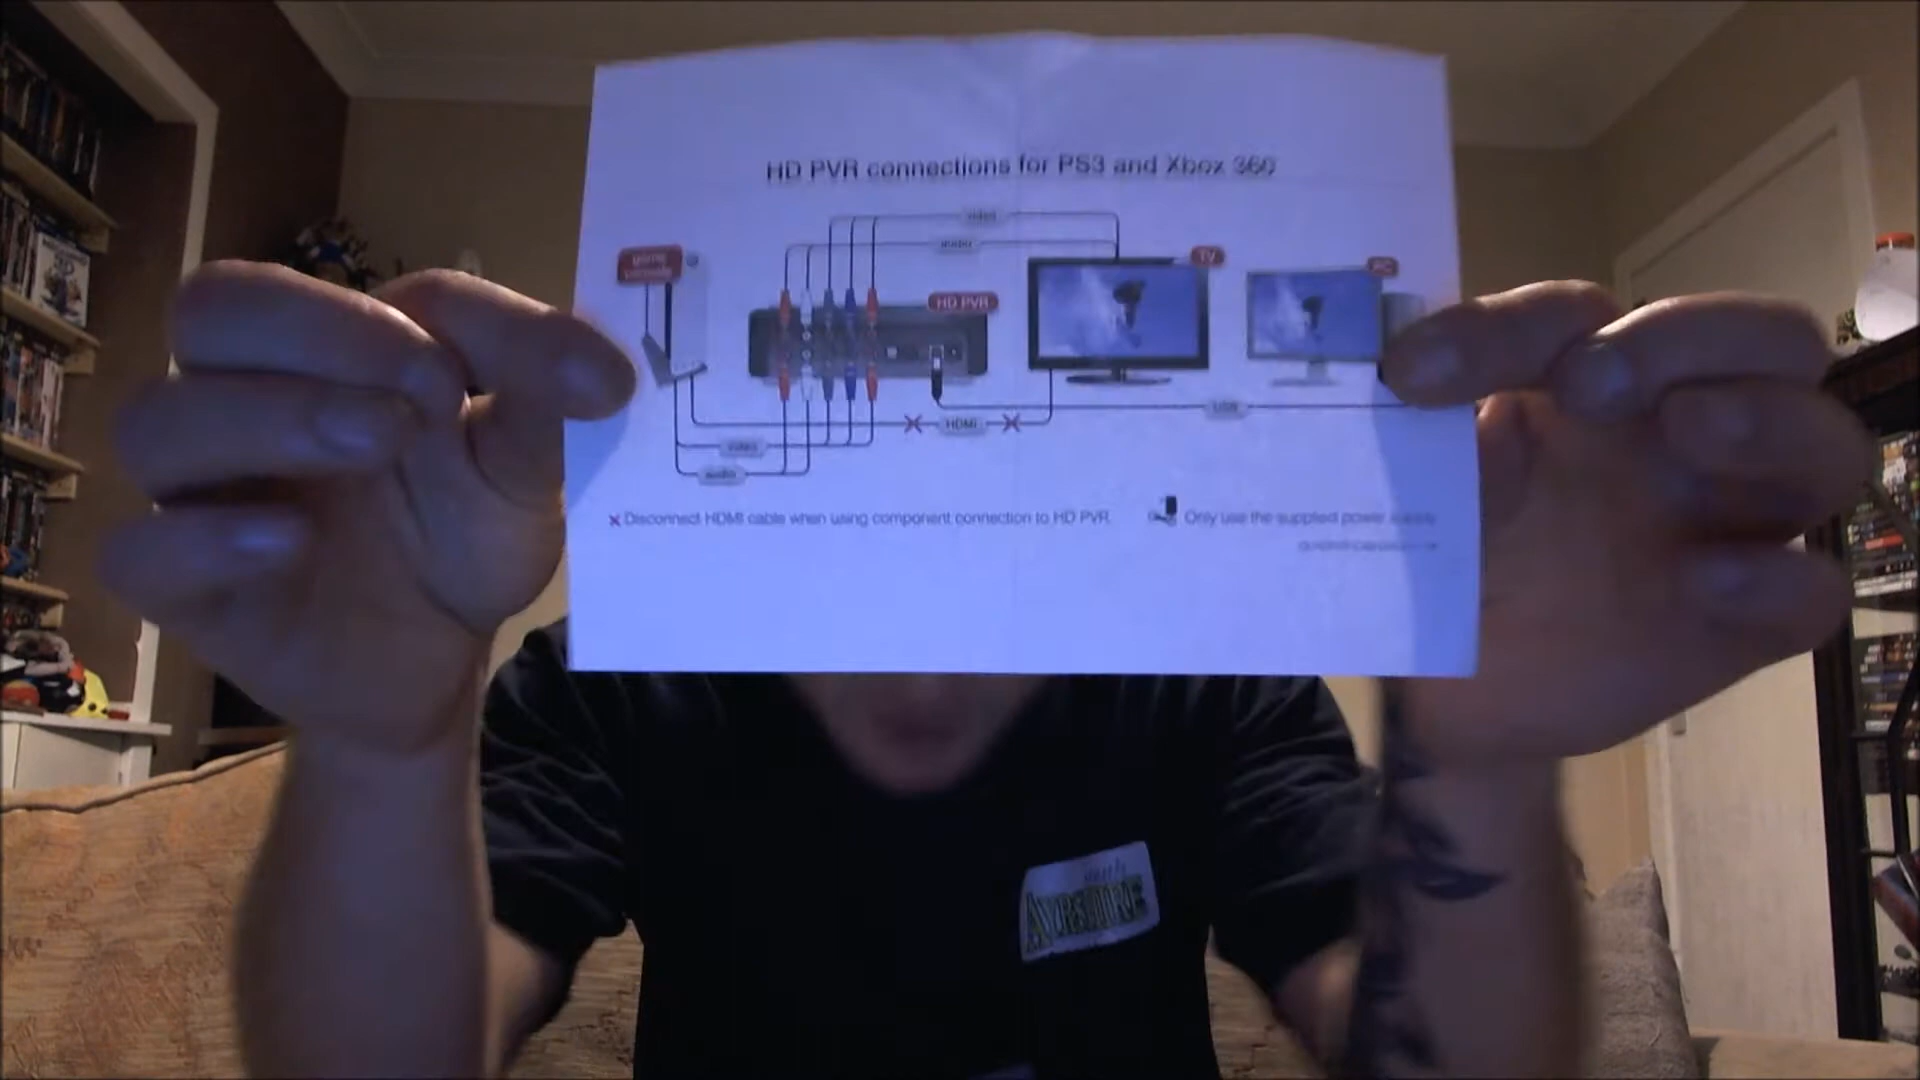 HD PVR connections for PS3 and Xbox 360
video
audio
game
console
TV
PC
HD PVR
USB
HDMI
video
audio
x Disconnect HDMI cable when using component connection to HD PVR
Only use the supplied power supply
AYRSHIRE